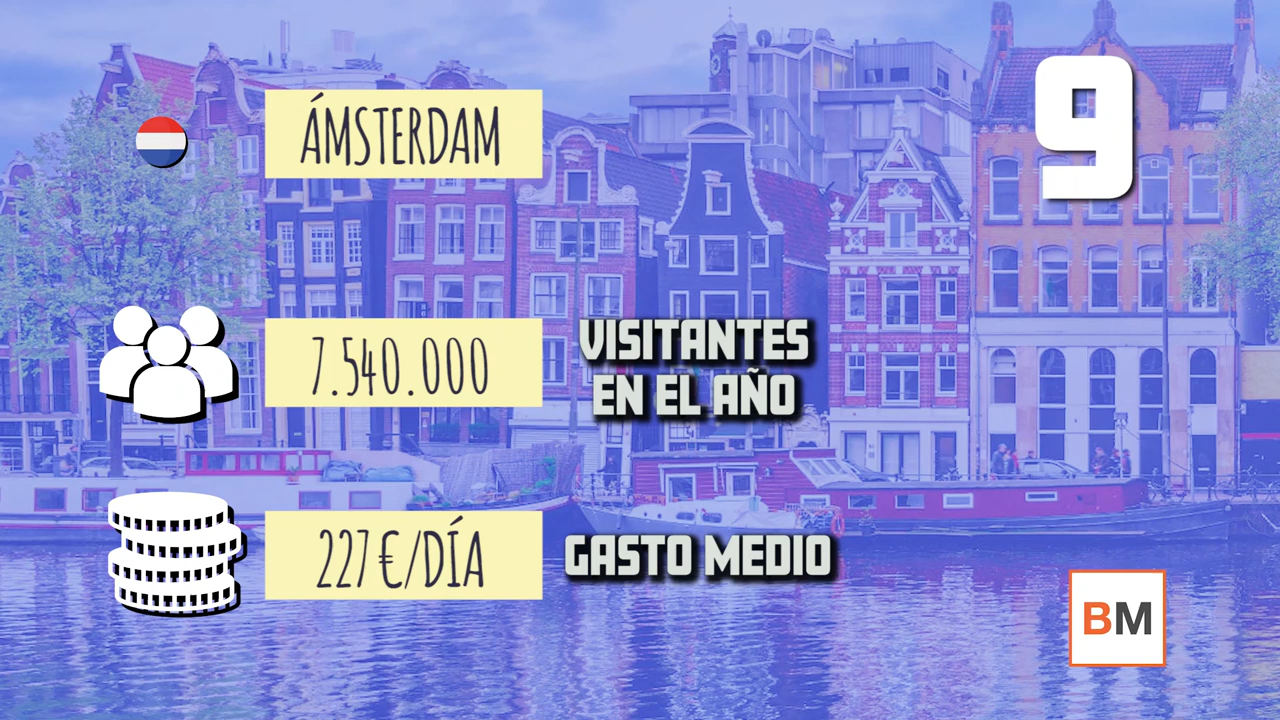 ÁMSTERDAM
9
7.540.000
VISITANTES
EN EL AÑO
227€/DÍA
GASTO MEDIO
BM